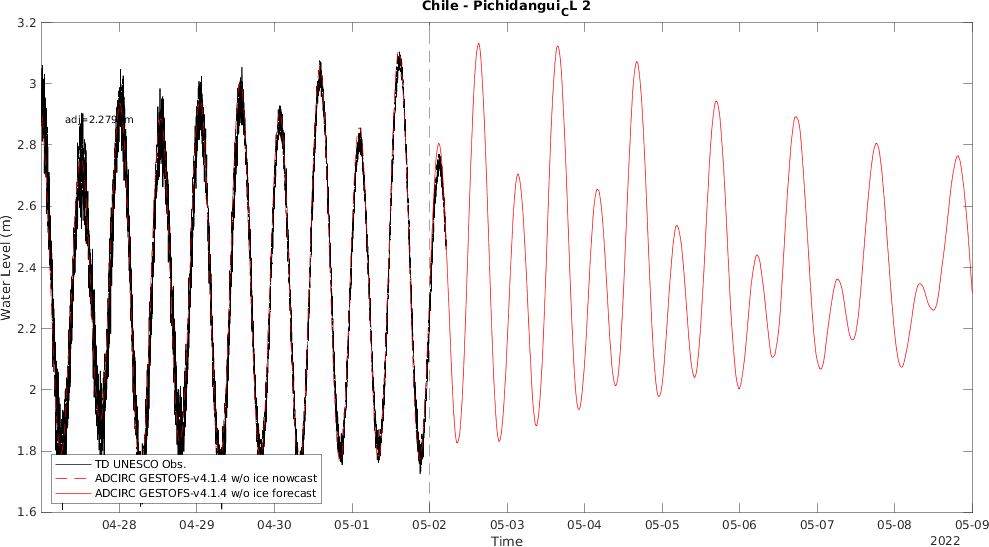 Chile - PichidanguiCL 2
3.2
3
2.8
2.6
2.4
2.2
2
1.8
1.6
Water Level (m)
adj=2.279 m
TD UNESCO Obs.
ADCIRC GESTOFS-v4.1.4 w/o ice nowcast
ADCIRC GESTOFS-v4.1.4 w/o ice forecast
04-28 04-29 04-30 05-01 05-02 05-03 05-04 05-05 05-06 05-07 05-08 05-09
Time
2022